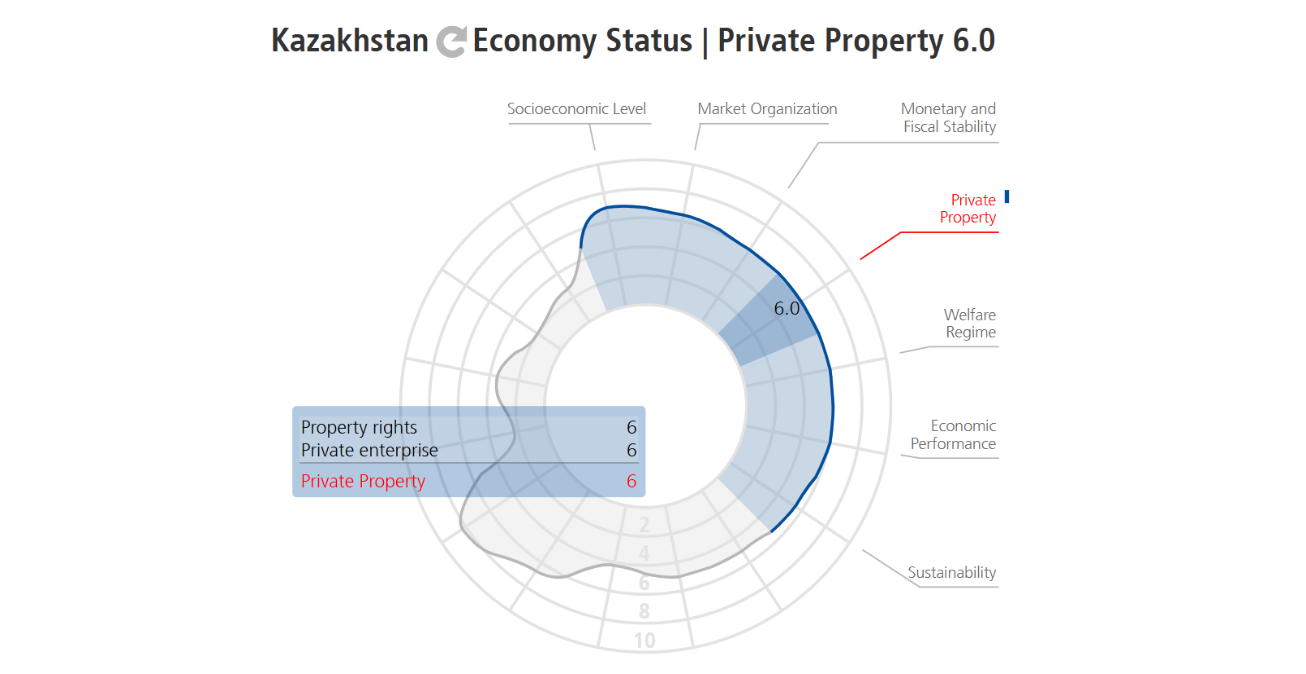 Kazakhstan Economy Status | Private Property 6.0
Socioeconomic Level
Market Organization
Monetary and
Fiscal Stability
Private
Property
6.0
Welfare
Regime
Property rights 6
Private enterprise 6
Private Property 6
Economic
Performance
2
4
6
8
10
Sustainability